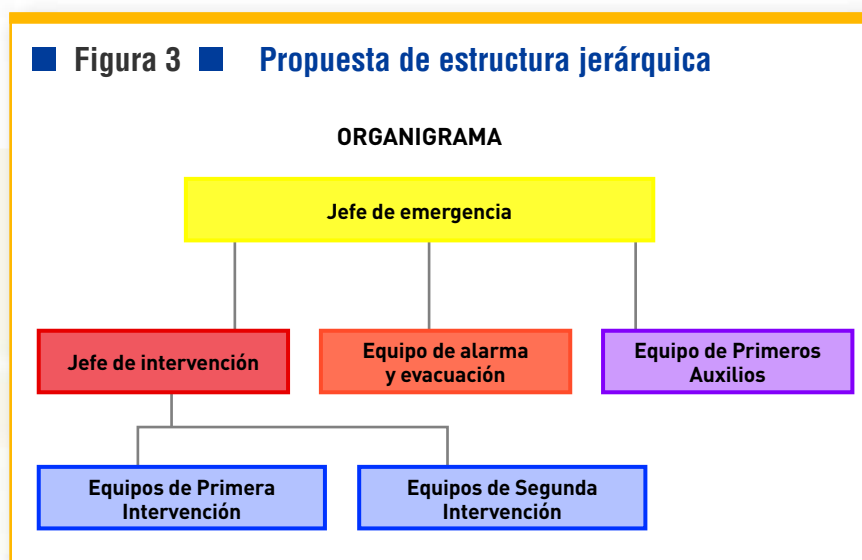 Figura 3 Propuesta de estructura jerárquica
ORGANIGRAMA
Jefe de emergencia
Jefe de intervención
Equipo de alarma
y evacuación
Equipo de Primeros
Auxilios
Equipos de Primera
Intervención
Equipos de Segunda
Intervención